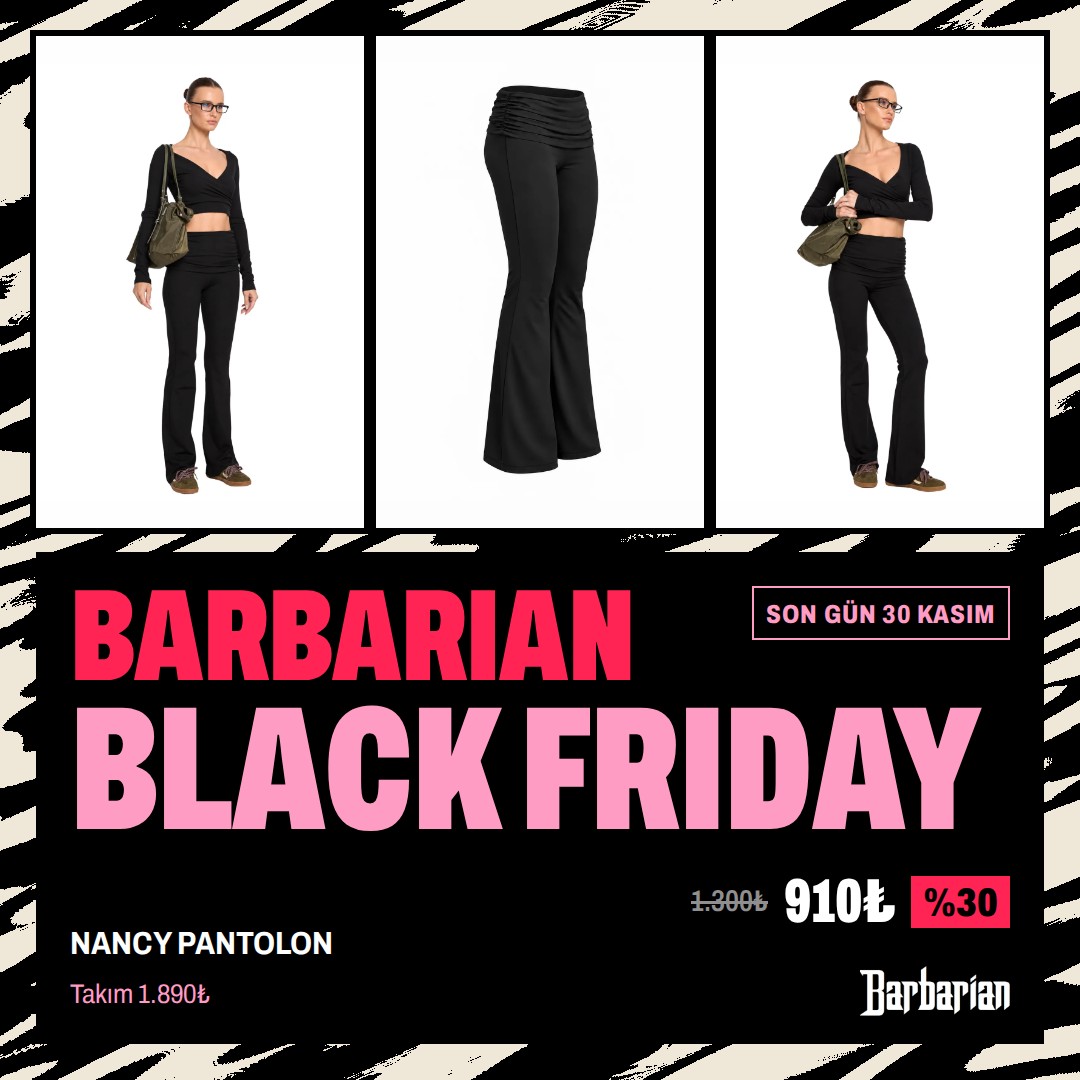 BARBARIAN
SON GÜN 30 KASIM
BLACK FRIDAY
1.300₺ 910₺ %30
NANCY PANTOLON
Takım 1.890₺
Barbarian